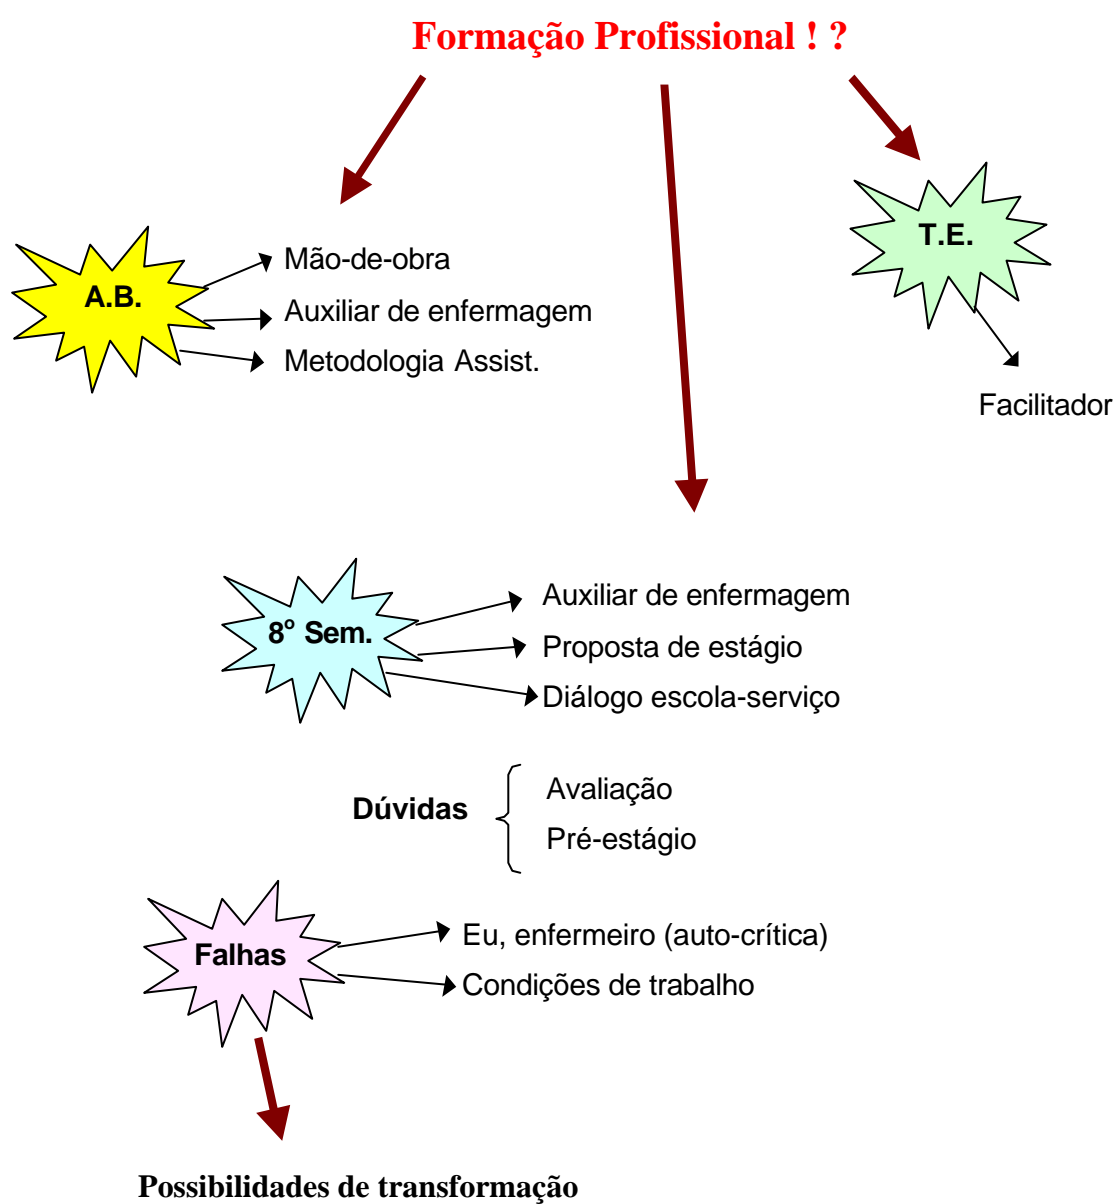 Formação Profissional ! ?
T.E.
Facilitador
A.B.
Mão-de-obra
Auxiliar de enfermagem
Metodologia Assist.
8º Sem.
Auxiliar de enfermagem
Proposta de estágio
Diálogo escola-serviço
Dúvidas
Avaliação
Pré-estágio
Falhas
Eu, enfermeiro (auto-crítica)
Condições de trabalho
Possibilidades de transformação